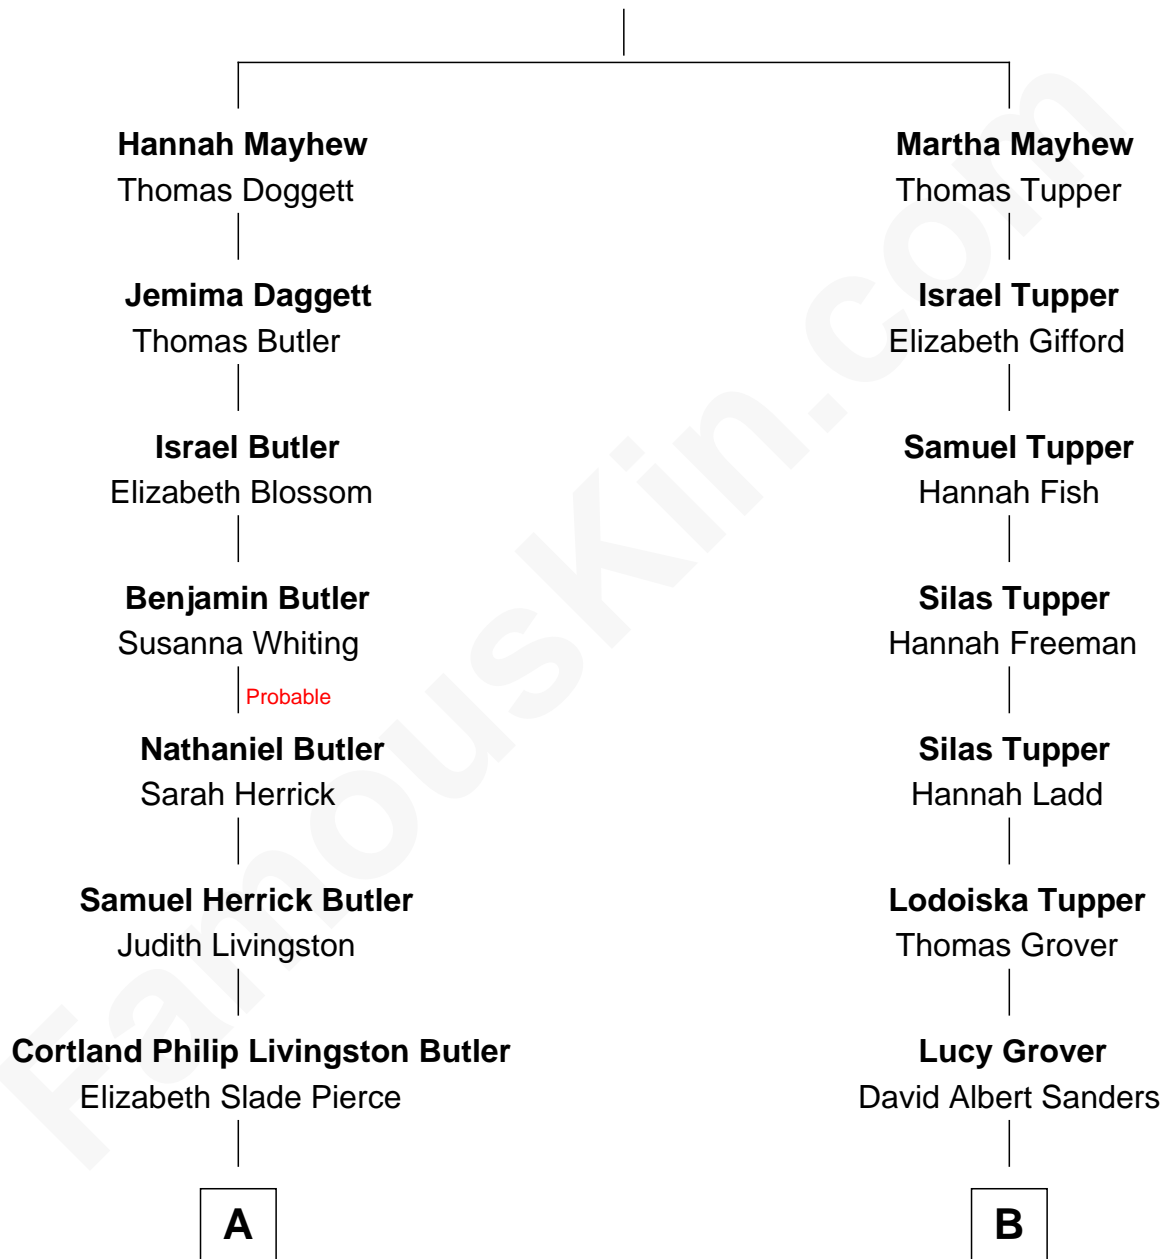 Hannah Mayhew
Thomas Doggett
Jemima Daggett
Thomas Butler
Israel Butler
Elizabeth Blossom
Benjamin Butler
Susanna Whiting
Probable
Nathaniel Butler
Sarah Herrick
Samuel Herrick Butler
Judith Livingston
Cortland Philip Livingston Butler
Elizabeth Slade Pierce
A
Martha Mayhew
Thomas Tupper
Israel Tupper
Elizabeth Gifford
Samuel Tupper
Hannah Fish
Silas Tupper
Hannah Freeman
Silas Tupper
Hannah Ladd
Lodoiska Tupper
Thomas Grover
Lucy Grover
David Albert Sanders
B
FamousKin.com